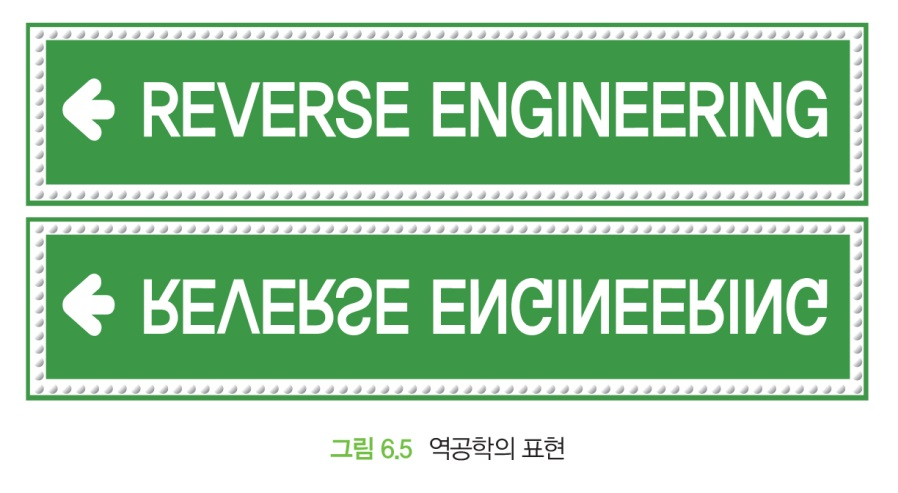 REVERSE ENGINEERING
REVERSE ENGINEERING
그림 6.5 역공학의 표현